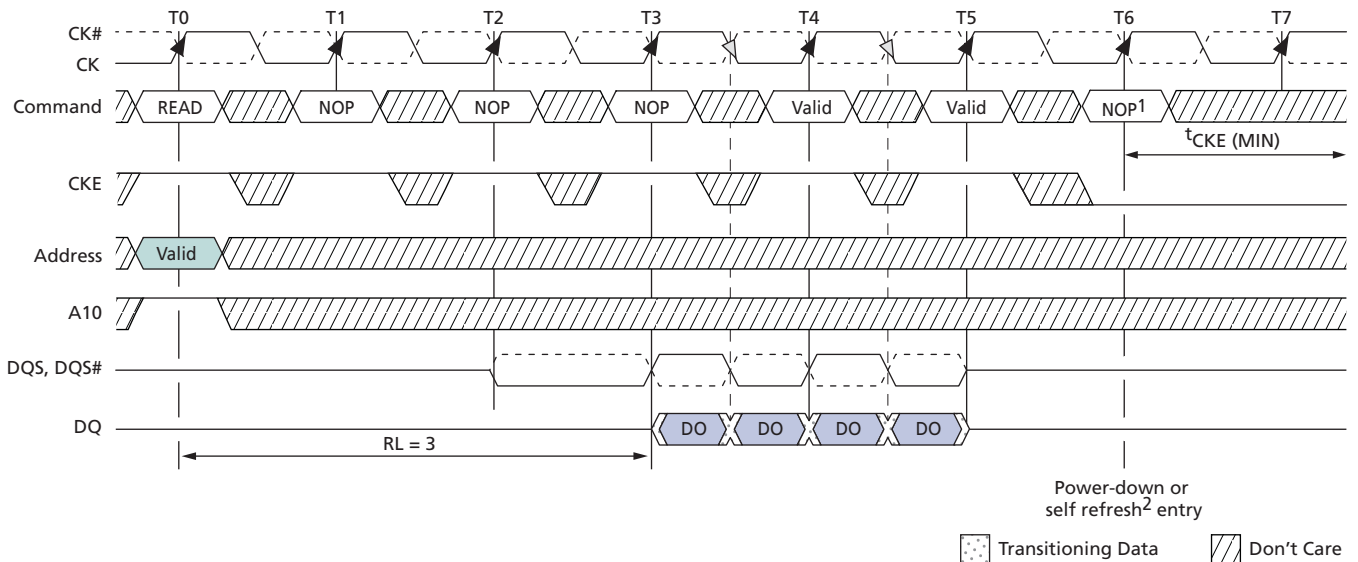 T0 T1 T2 T3 T4 T5 T6 T7
CK#
CK
Command READ NOP NOP NOP Valid Valid NOP1
tCKE (MIN)
CKE
Address Valid
A10
DQS, DQS#
DQ DO DO DO DO
RL = 3
Power-down or
self refresh2 entry
Transitioning Data Don't Care